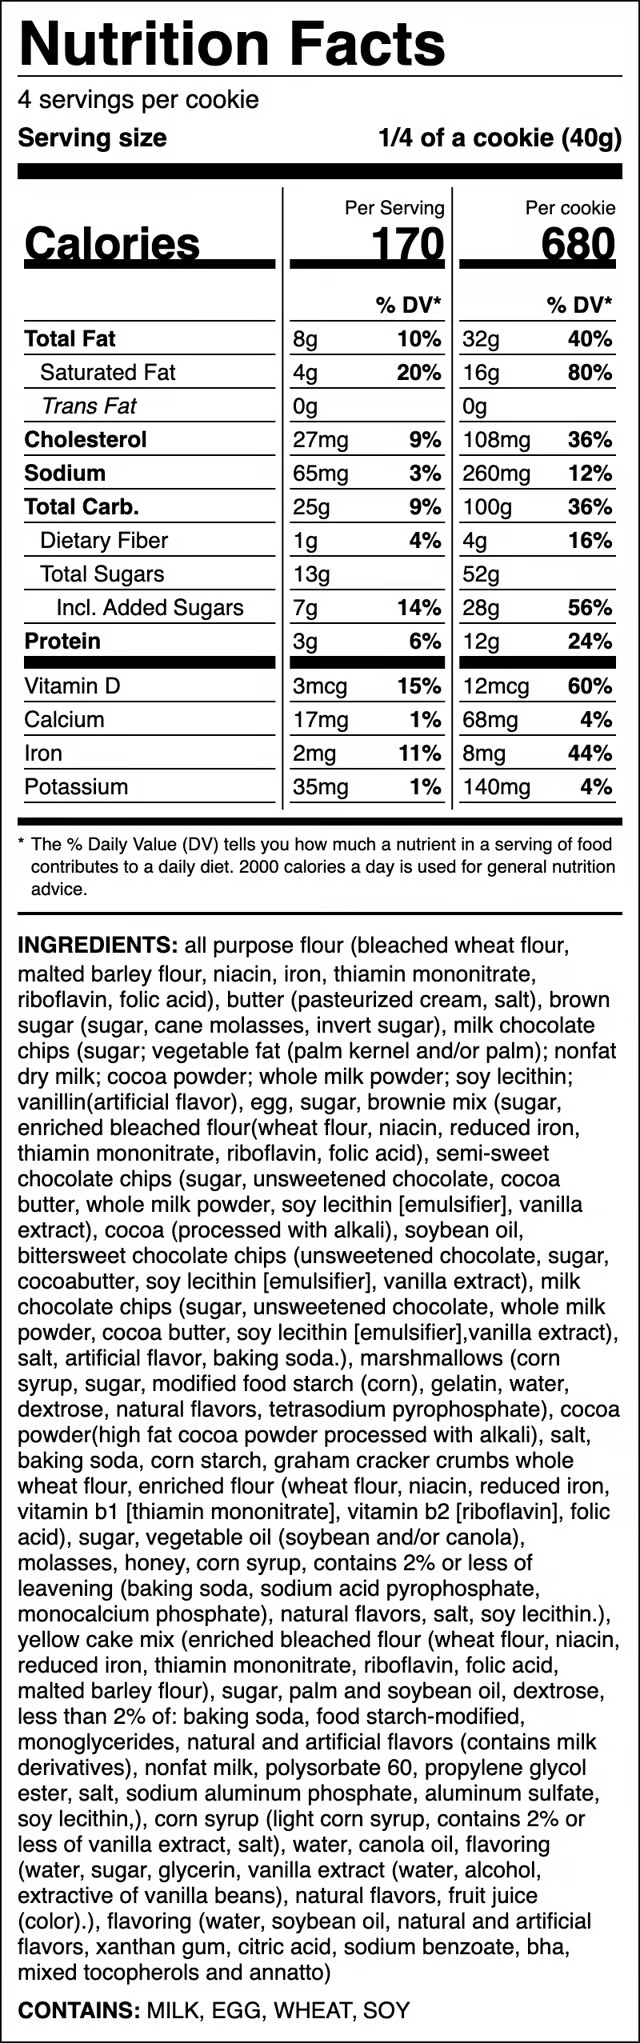 Nutrition Facts
4 servings per cookie
Serving size 1/4 of a cookie (40g)
Per Serving Per cookie
Calories 170 680
% DV* % DV*
Total Fat 8g 10% 32g 40%
Saturated Fat 4g 20% 16g 80%
Trans Fat 0g 0g
Cholesterol 27mg 9% 108mg 36%
Sodium 65mg 3% 260mg 12%
Total Carb. 25g 9% 100g 36%
Dietary Fiber 1g 4% 4g 16%
Total Sugars 13g 52g
Incl. Added Sugars 7g 14% 28g 56%
Protein 3g 6% 12g 24%
Vitamin D 3mcg 15% 12mcg 60%
Calcium 17mg 1% 68mg 4%
Iron 2mg 11% 8mg 44%
Potassium 35mg 1% 140mg 4%
* The % Daily Value (DV) tells you how much a nutrient in a serving of food
contributes to a daily diet. 2000 calories a day is used for general nutrition
advice.
INGREDIENTS: all purpose flour (bleached wheat flour,
malted barley flour, niacin, iron, thiamin mononitrate,
riboflavin, folic acid), butter (pasteurized cream, salt), brown
sugar (sugar, cane molasses, invert sugar), milk chocolate
chips (sugar; vegetable fat (palm kernel and/or palm); nonfat
dry milk; cocoa powder; whole milk powder; soy lecithin;
vanillin(artificial flavor), egg, sugar, brownie mix (sugar,
enriched bleached flour(wheat flour, niacin, reduced iron,
thiamin mononitrate, riboflavin, folic acid), semi-sweet
chocolate chips (sugar, unsweetened chocolate, cocoa
butter, whole milk powder, soy lecithin [emulsifier], vanilla
extract), cocoa (processed with alkali), soybean oil,
bittersweet chocolate chips (unsweetened chocolate, sugar,
cocoabutter, soy lecithin [emulsifier], vanilla extract), milk
chocolate chips (sugar, unsweetened chocolate, whole milk
powder, cocoa butter, soy lecithin [emulsifier],vanilla extract),
salt, artificial flavor, baking soda.), marshmallows (corn
syrup, sugar, modified food starch (corn), gelatin, water,
dextrose, natural flavors, tetrasodium pyrophosphate), cocoa
powder(high fat cocoa powder processed with alkali), salt,
baking soda, corn starch, graham cracker crumbs whole
wheat flour, enriched flour (wheat flour, niacin, reduced iron,
vitamin b1 [thiamin mononitrate], vitamin b2 [riboflavin], folic
acid), sugar, vegetable oil (soybean and/or canola),
molasses, honey, corn syrup, contains 2% or less of
leavening (baking soda, sodium acid pyrophosphate,
monocalcium phosphate), natural flavors, salt, soy lecithin.),
yellow cake mix (enriched bleached flour (wheat flour, niacin,
reduced iron, thiamin mononitrate, riboflavin, folic acid,
malted barley flour), sugar, palm and soybean oil, dextrose,
less than 2% of: baking soda, food starch-modified,
monoglycerides, natural and artificial flavors (contains milk
derivatives), nonfat milk, polysorbate 60, propylene glycol
ester, salt, sodium aluminum phosphate, aluminum sulfate,
soy lecithin,), corn syrup (light corn syrup, contains 2% or
less of vanilla extract, salt), water, canola oil, flavoring
(water, sugar, glycerin, vanilla extract (water, alcohol,
extractive of vanilla beans), natural flavors, fruit juice
(color).), flavoring (water, soybean oil, natural and artificial
flavors, xanthan gum, citric acid, sodium benzoate, bha,
mixed tocopherols and annatto)
CONTAINS: MILK, EGG, WHEAT, SOY